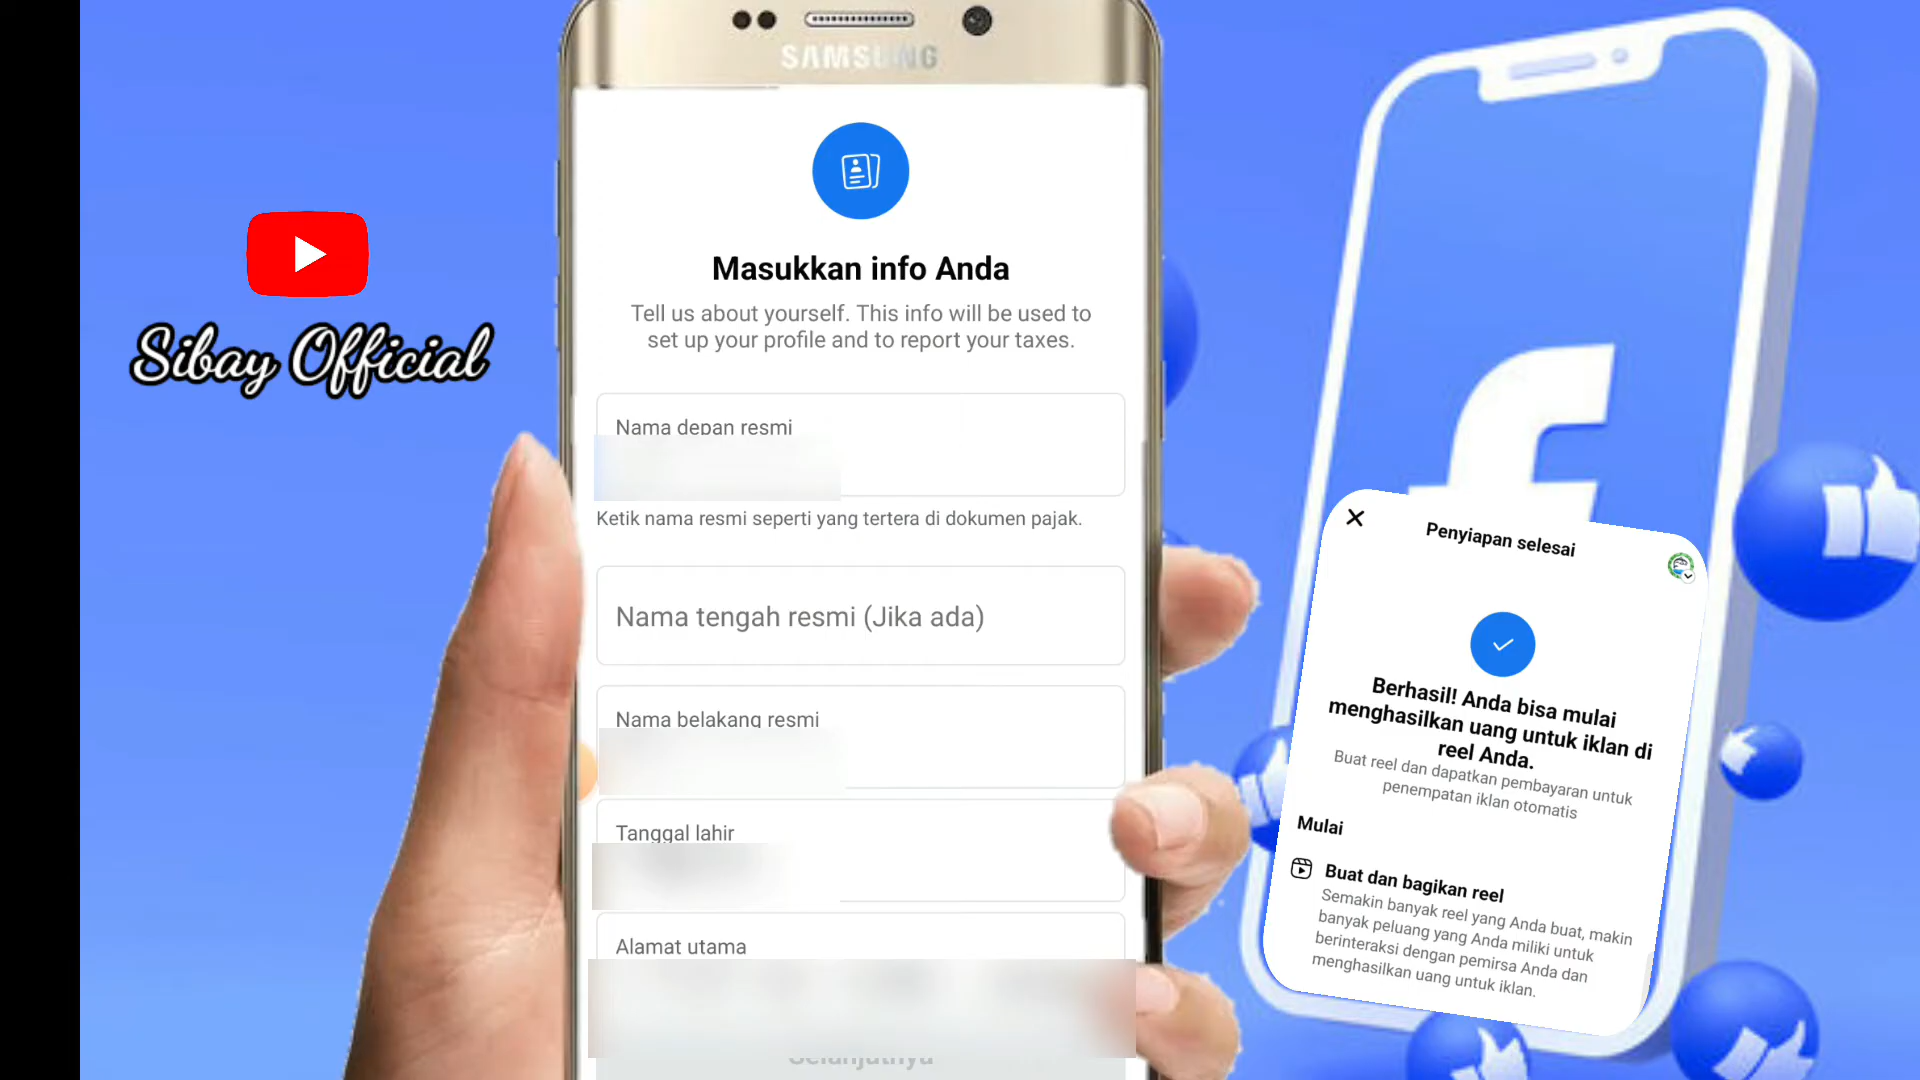 SAMSUNG
Sibay Official
Masukkan info Anda
Tell us about yourself. This info will be used to
set up your profile and to report your taxes.
Nama depan resmi
Ketik nama resmi seperti yang tertera di dokumen pajak.
Nama tengah resmi (Jika ada)
Nama belakang resmi
Tanggal lahir
Alamat utama
Selanjutnya
Penyiapan selesai
Berhasil! Anda bisa mulai
menghasilkan uang untuk iklan di
reel Anda.
Buat reel dan dapatkan pembayaran untuk
penempatan iklan otomatis
Mulai
Buat dan bagikan reel
Semakin banyak reel yang Anda buat, makin
banyak peluang yang Anda miliki untuk
berinteraksi dengan pemirsa Anda dan
menghasilkan uang untuk iklan.